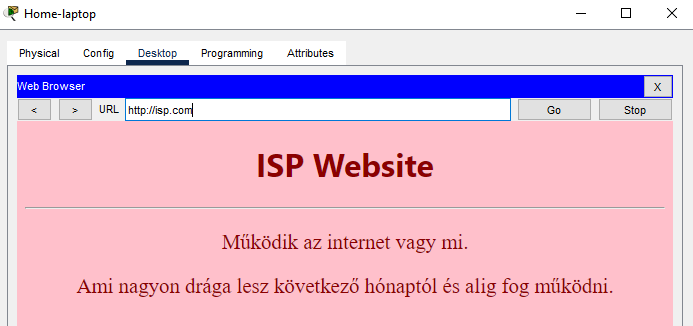 Home-laptop
Physical Config Desktop Programming Attributes
Web Browser X
< > URL http://isp.com Go Stop
ISP Website
Működik az internet vagy mi.
Ami nagyon drága lesz következő hónaptól és alig fog működni.